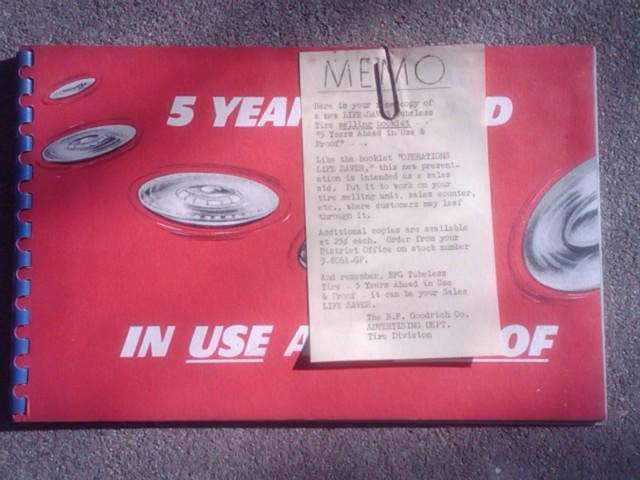 MEMO
Here is your copy of
a new LIFE-SAVER Tubeless
Tire selling booklet - -
"5 Years Ahead in Use &
Proof" - -.
Like the booklet "OPERATIONS
LIFE SAVER," this new present-
ation is intended as a sales
aid. Put it to work on your
tire selling unit, sales counter,
etc., where customers may leaf
through it.
Additional copies are available
at 25¢ each. Order from your
District Office on stock number
3-8061-GP.
And remember, BFG Tubeless
Tire - 5 Years Ahead in Use
& Proof - it can be your Sales
LIFE SAVER.
The B.F. Goodrich Co.
ADVERTISING DEPT.
Tire Division
5 YEA D
IN USE A OF